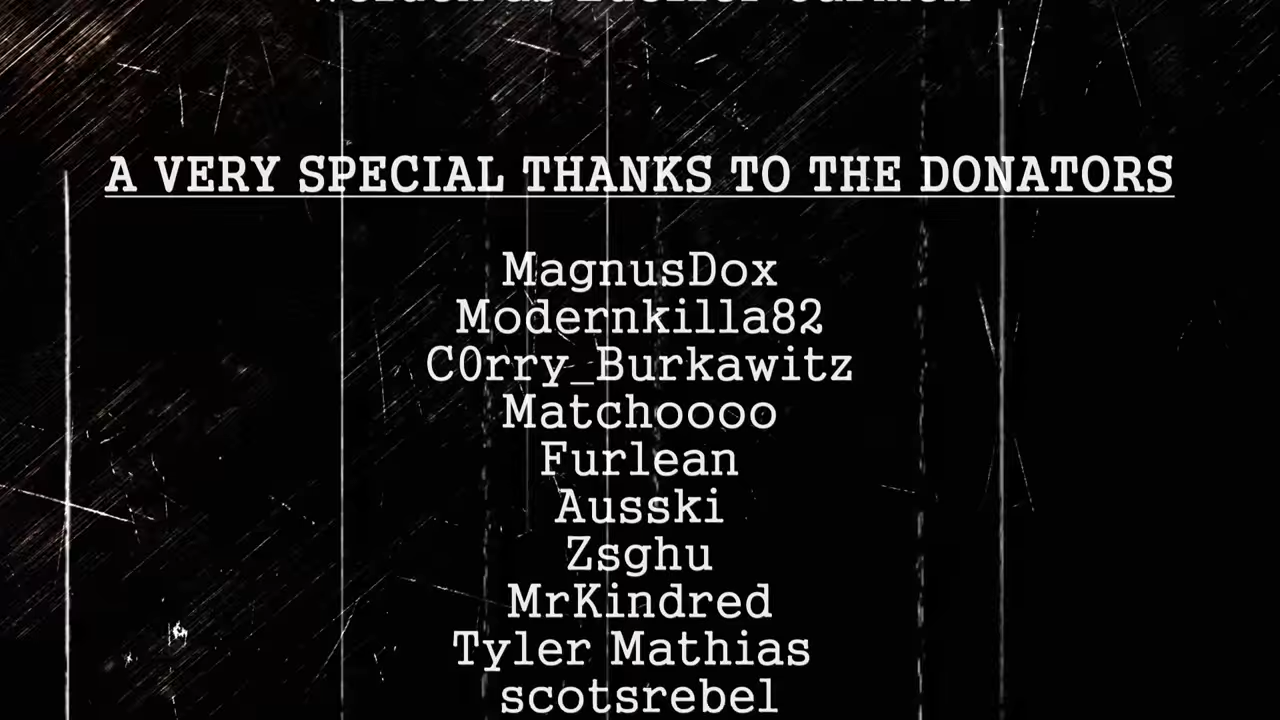 A VERY SPECIAL THANKS TO THE DONATORS
MagnusDox
Modernkilla82
C0rry_Burkawitz
Matchoooo
Furlean
Ausski
Zsghu
MrKindred
Tyler Mathias
scotsrebel